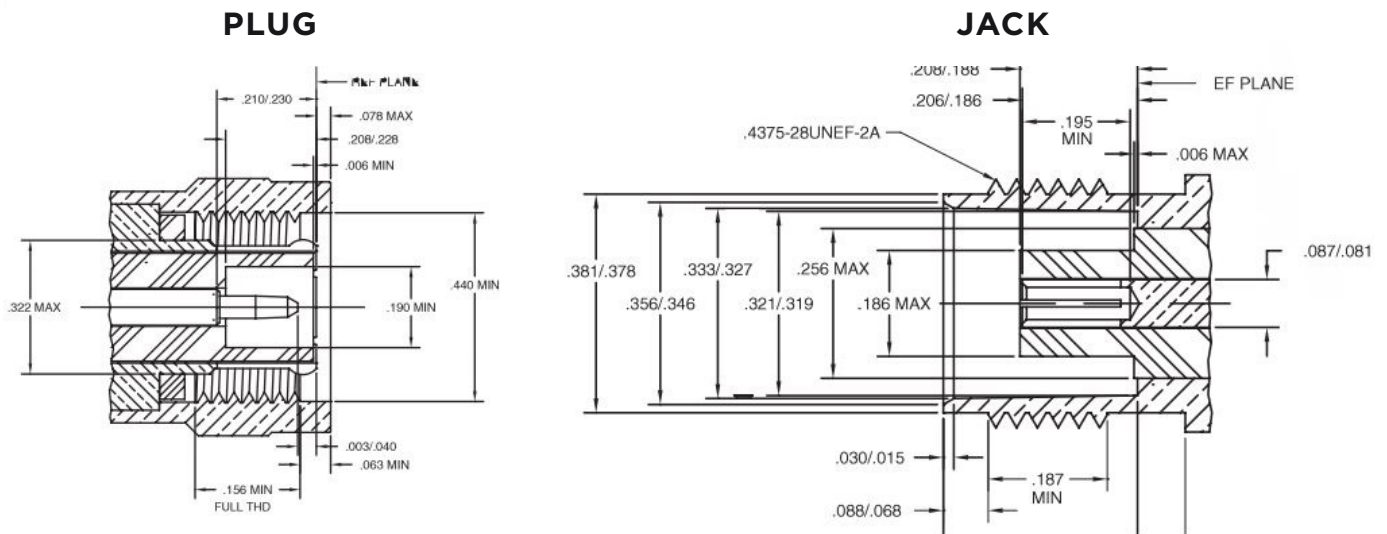 PLUG
REF PLANE
.210/.230
.078 MAX
.208/.228
.006 MIN
.322 MAX
.190 MIN
.440 MIN
.003/.040
.063 MIN
.156 MIN
FULL THD
JACK
.208/.188
EF PLANE
.206/.186
.195
MIN
.4375-28UNEF-2A
.006 MAX
.087/.081
.381/.378
.356/.346
.333/.327
.321/.319
.256 MAX
.186 MAX
.030/.015
.187
MIN
.088/.068